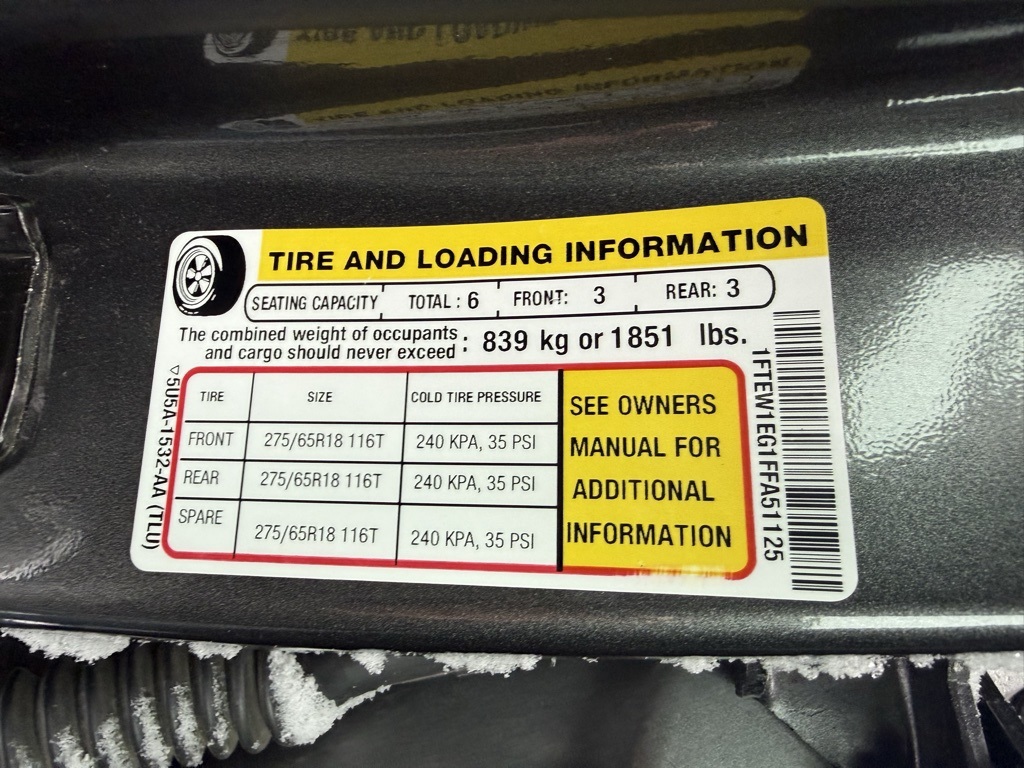 TIRE AND LOADING INFORMATION
SEATING CAPACITY TOTAL : 6 FRONT: 3 REAR: 3
The combined weight of occupants
and cargo should never exceed : 839 kg or 1851 lbs.
TIRE SIZE COLD TIRE PRESSURE
FRONT 275/65R18 116T 240 KPA, 35 PSI
REAR 275/65R18 116T 240 KPA, 35 PSI
SPARE 275/65R18 116T 240 KPA, 35 PSI
SEE OWNERS
MANUAL FOR
ADDITIONAL
INFORMATION
5U5A-1532-AA (TLU)
1FTEW1EG1FFA51125